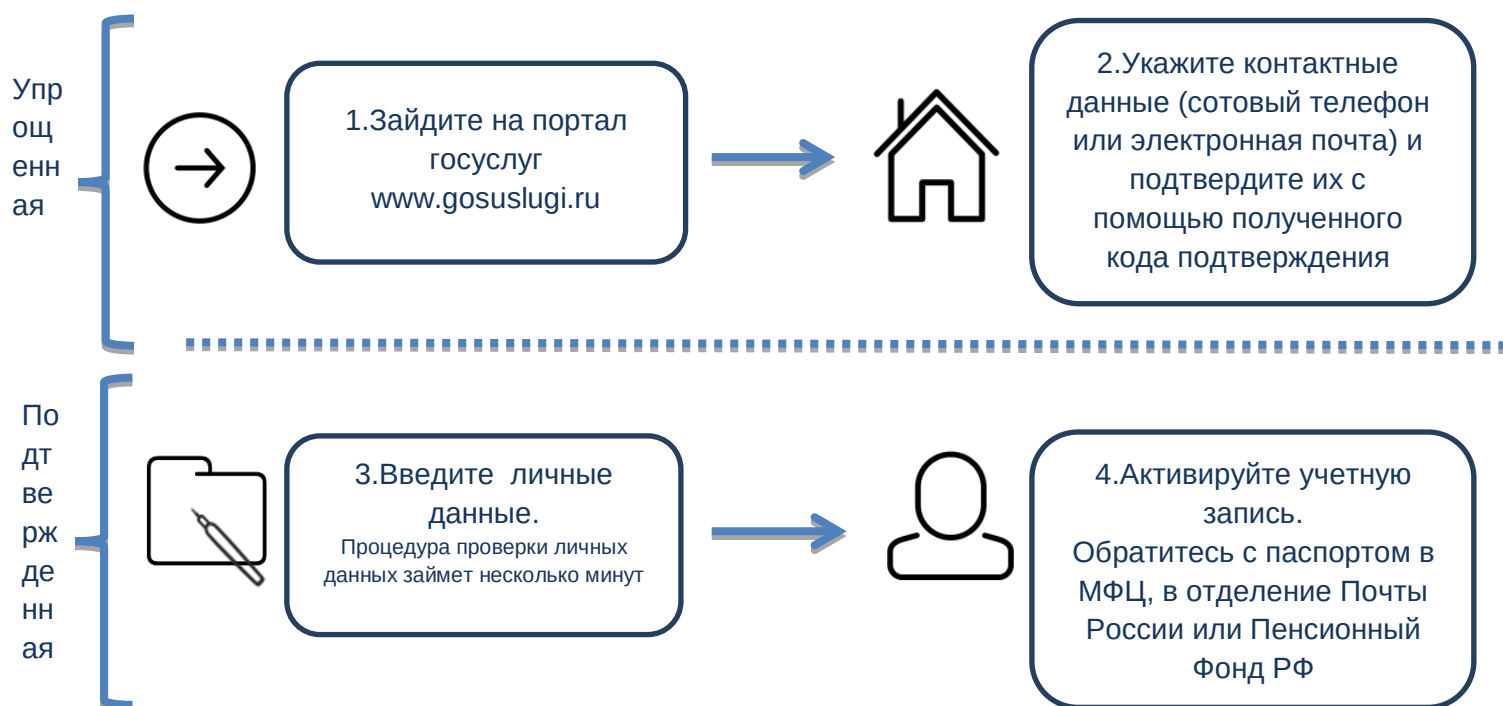 Упр
ощ
енн
ая
1.Зайдите на портал
госуслуг
www.gosuslugi.ru
2.Укажите контактные
данные (сотовый телефон
или электронная почта) и
подтвердите их с
помощью полученного
кода подтверждения
По
дт
ве
рж
де
нн
ая
3.Введите личные
данные.
Процедура проверки личных
данных займет несколько минут
4.Активируйте учетную
запись.
Обратитесь с паспортом в
МФЦ, в отделение Почты
России или Пенсионный
Фонд РФ